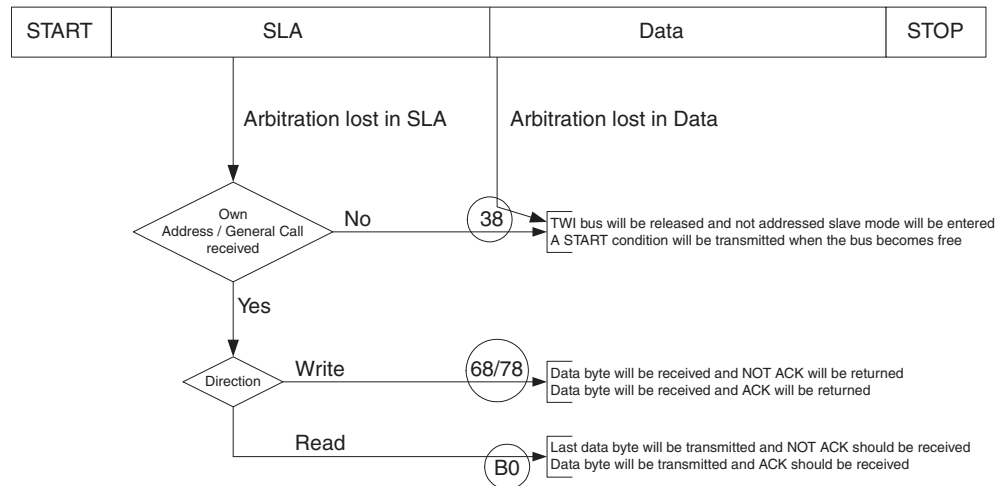 START SLA Data STOP
Arbitration lost in SLA Arbitration lost in Data
Own
Address / General Call
received
No
38
TWI bus will be released and not addressed slave mode will be entered
A START condition will be transmitted when the bus becomes free
Yes
Direction
Write
68/78
Data byte will be received and NOT ACK will be returned
Data byte will be received and ACK will be returned
Read
B0
Last data byte will be transmitted and NOT ACK should be received
Data byte will be transmitted and ACK should be received